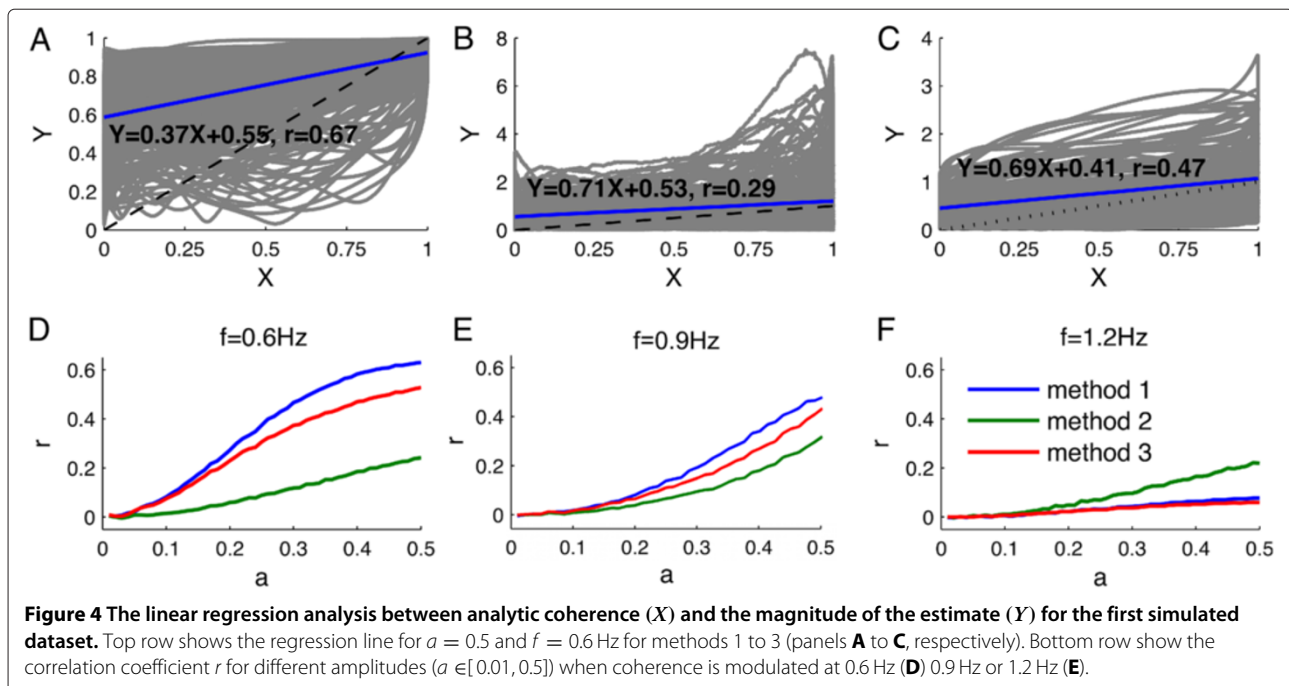 A
B
C
1
0.8
0.6
0.4
0.2
0
Y
Y=0.37X+0.55, r=0.67
0 0.25 0.5 0.75 1
X
8
6
4
2
0
Y
Y=0.71X+0.53, r=0.29
0 0.25 0.5 0.75 1
X
4
3
2
1
0
Y
Y=0.69X+0.41, r=0.47
0 0.25 0.5 0.75 1
X
D
f=0.6Hz
0.6
0.4
0.2
0
r
0 0.1 0.2 0.3 0.4 0.5
a
E
f=0.9Hz
0.6
0.4
0.2
0
r
0 0.1 0.2 0.3 0.4 0.5
a
F
f=1.2Hz
0.6
0.4
0.2
0
r
method 1
method 2
method 3
0 0.1 0.2 0.3 0.4 0.5
a
Figure 4 The linear regression analysis between analytic coherence (X) and the magnitude of the estimate (Y) for the first simulated
dataset. Top row shows the regression line for a = 0.5 and f = 0.6 Hz for methods 1 to 3 (panels A to C, respectively). Bottom row show the
correlation coefficient r for different amplitudes (a ∈[ 0.01, 0.5]) when coherence is modulated at 0.6 Hz (D) 0.9 Hz or 1.2 Hz (E).